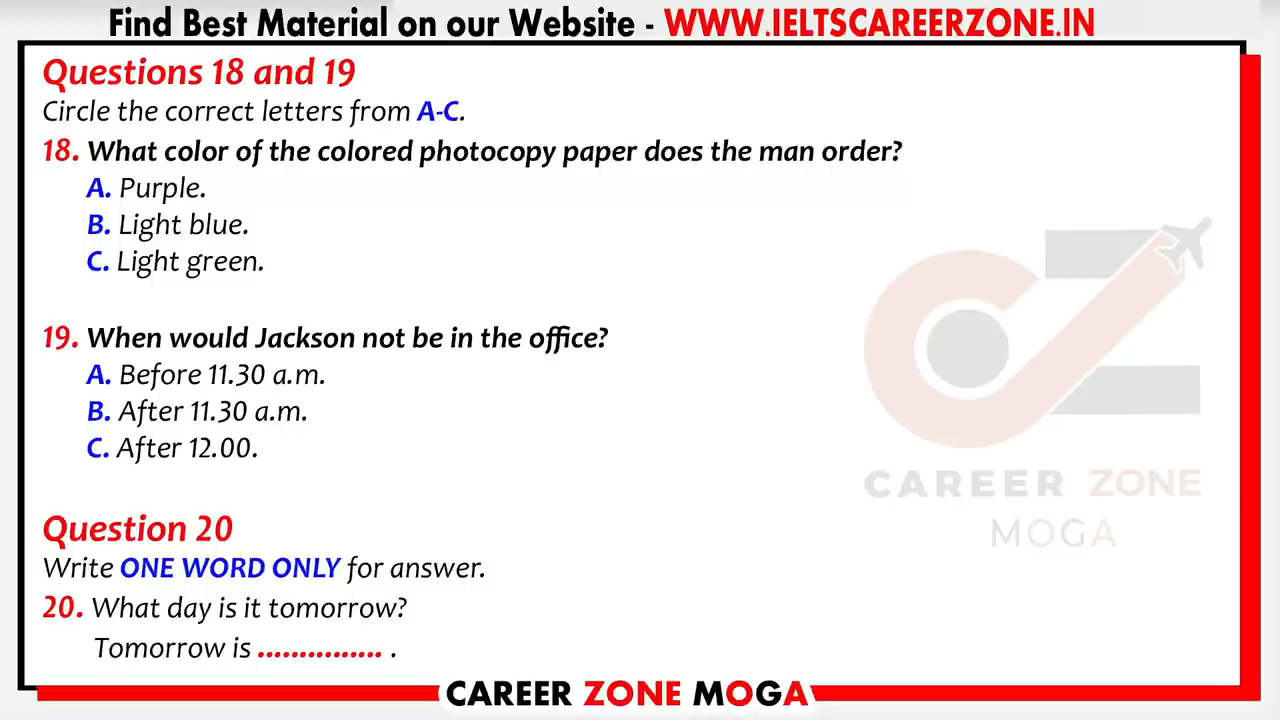 Find Best Material on our Website - WWW.IELTSCAREERZONE.IN
Questions 18 and 19
Circle the correct letters from A-C.
18. What color of the colored photocopy paper does the man order?
A. Purple.
B. Light blue.
C. Light green.
19. When would Jackson not be in the office?
A. Before 11.30 a.m.
B. After 11.30 a.m.
C. After 12.00.
CAREER ZONE
MOGA
Question 20
Write ONE WORD ONLY for answer.
20. What day is it tomorrow?
Tomorrow is ............... .
CAREER ZONE MOGA